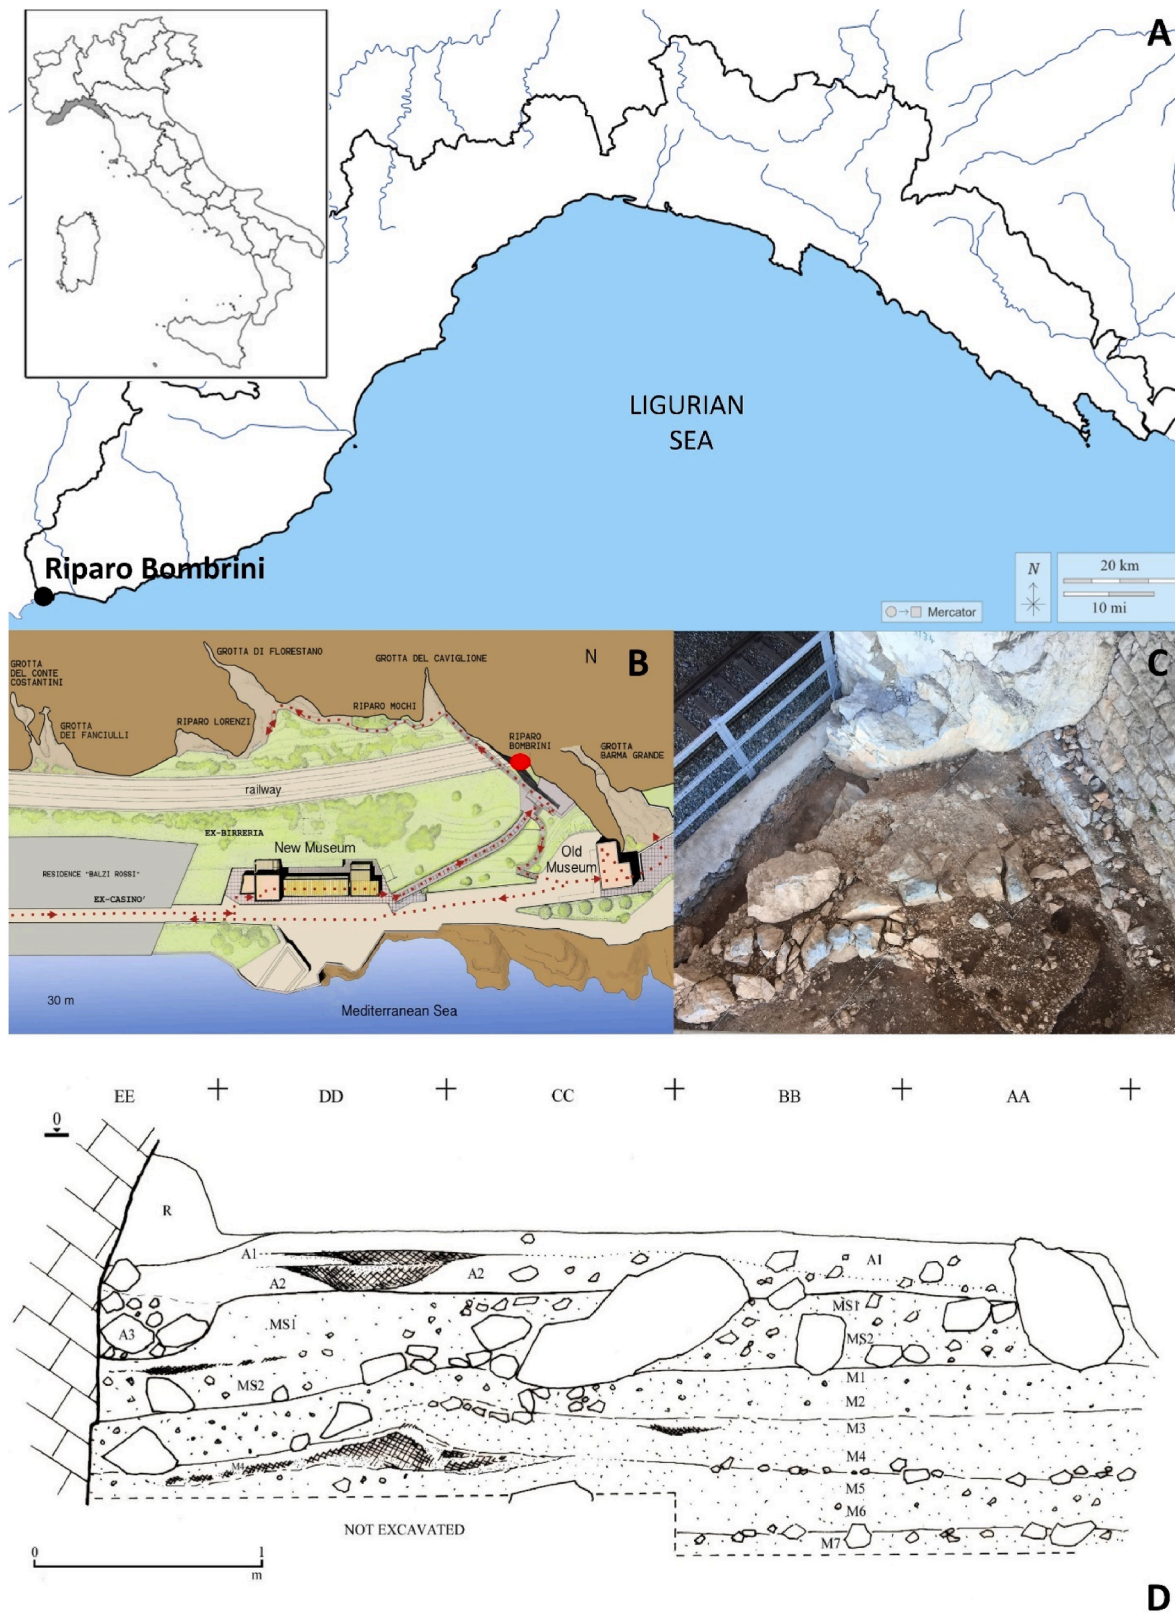 A
LIGURIAN
SEA
Riparo Bombrini
N
20 km
10 mi
Mercator
GROTTA
DEL CONTE
COSTANTINI
GROTTA
DEI FANCIULLI
GROTTA DI FLORESTANO
RIPARO LORENZI
RIPARO MOCHI
GROTTA DEL CAVIGLIONE
N
B
RIPARO
BOMBRINI
GROTTA
BARMA GRANDE
railway
EX-BIRRERIA
New Museum
Old
Museum
RESIDENCE "BALZI ROSSI"
EX-CASINO'
30 m
Mediterranean Sea
C
EE
DD
CC
BB
AA
0
R
A1
A2
A2
A1
A3
MS1
MS1
MS2
MS2
M1
M2
M3
M4
M4
M5
M6
M7
NOT EXCAVATED
0
1
m
D